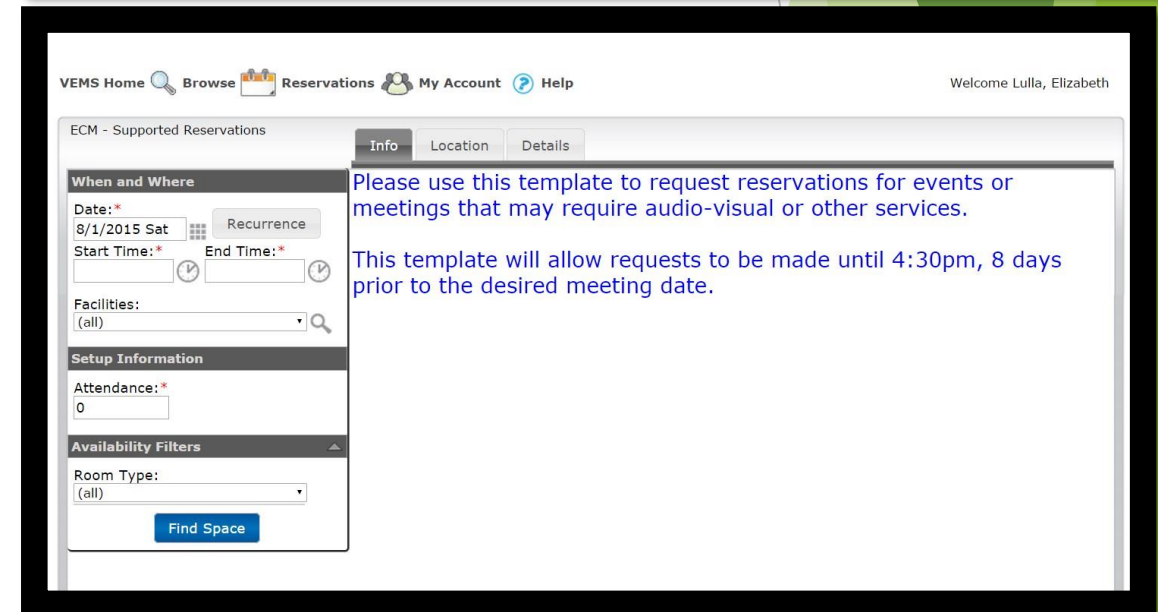 VEMS Home Browse Reservations My Account Help Welcome Lulla, Elizabeth
ECM - Supported Reservations
Info Location Details
When and Where
Date:*
8/1/2015 Sat Recurrence
Start Time:* End Time:*
Facilities:
(all)
Setup Information
Attendance:*
0
Availability Filters
Room Type:
(all)
Find Space
Please use this template to request reservations for events or
meetings that may require audio-visual or other services.
This template will allow requests to be made until 4:30pm, 8 days
prior to the desired meeting date.